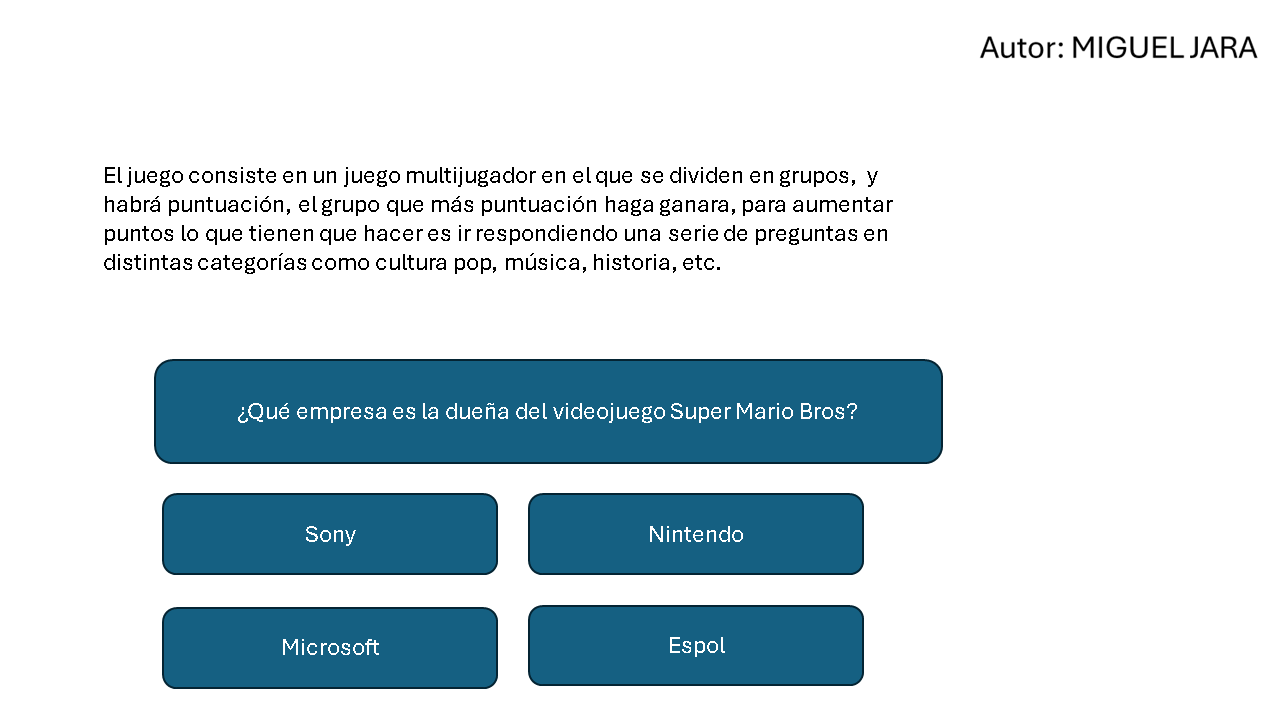 Autor: MIGUEL JARA
El juego consiste en un juego multijugador en el que se dividen en grupos, y
habrá puntuación, el grupo que más puntuación haga ganara, para aumentar
puntos lo que tienen que hacer es ir respondiendo una serie de preguntas en
distintas categorías como cultura pop, música, historia, etc.
¿Qué empresa es la dueña del videojuego Super Mario Bros?
Sony
Nintendo
Microsoft
Espol